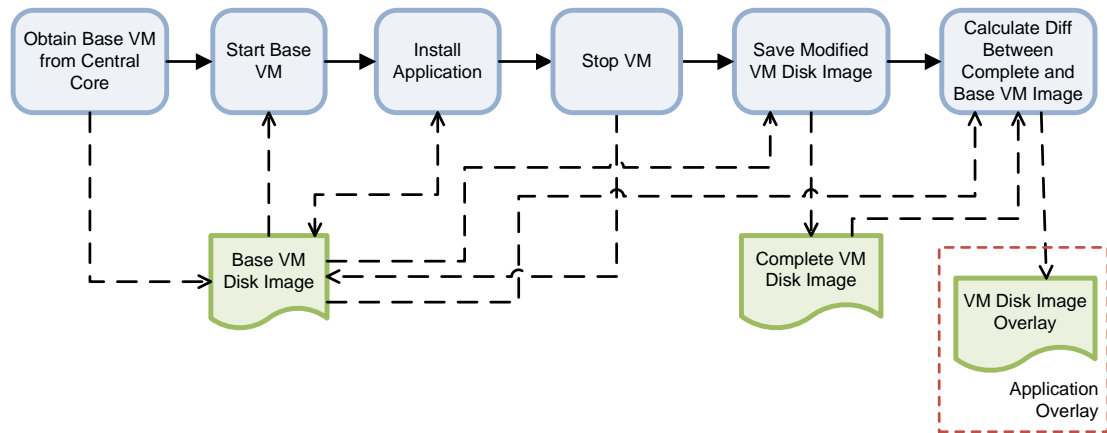 Obtain Base VM
from Central
Core
Start Base
VM
Install
Application
Stop VM
Save Modified
VM Disk Image
Calculate Diff
Between
Complete and
Base VM Image
Base VM
Disk Image
Complete VM
Disk Image
VM Disk Image
Overlay
Application
Overlay